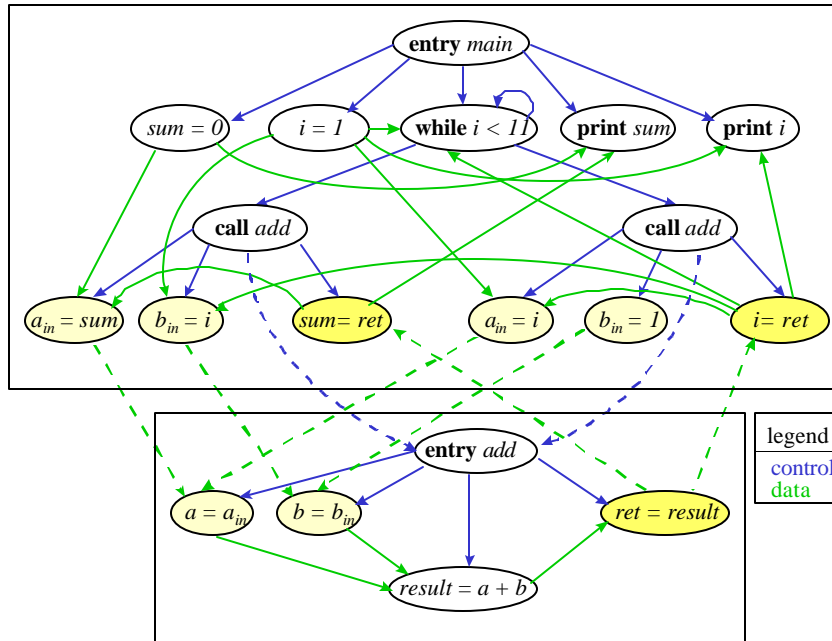 entry main
sum = 0
i = 1
while i < 11
print sum
print i
call add
call add
a_in = sum
b_in = i
sum= ret
a_in = i
b_in = 1
i= ret
entry add
a = a_in
b = b_in
ret = result
result = a + b
legend
control
data